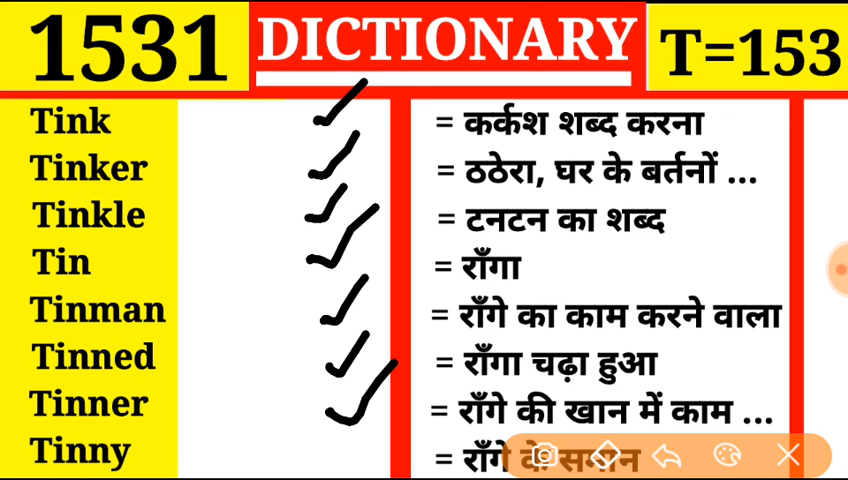 1531 DICTIONARY T=153
Tink = कर्कश शब्द करना
Tinker = ठठेरा, घर के बर्तनों ...
Tinkle = टनटन का शब्द
Tin = राँगा
Tinman = राँगे का काम करने वाला
Tinned = राँगा चढ़ा हुआ
Tinner = राँगे की खान में काम ...
Tinny = राँगे के समान